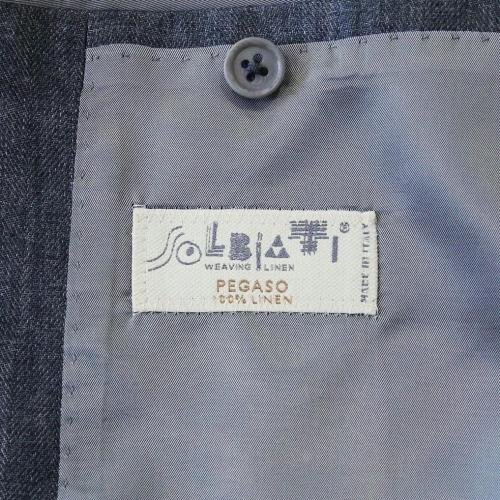 SOLBIATI®
WEAVING LINEN
PEGASO
100% LINEN
MADE IN ITALY